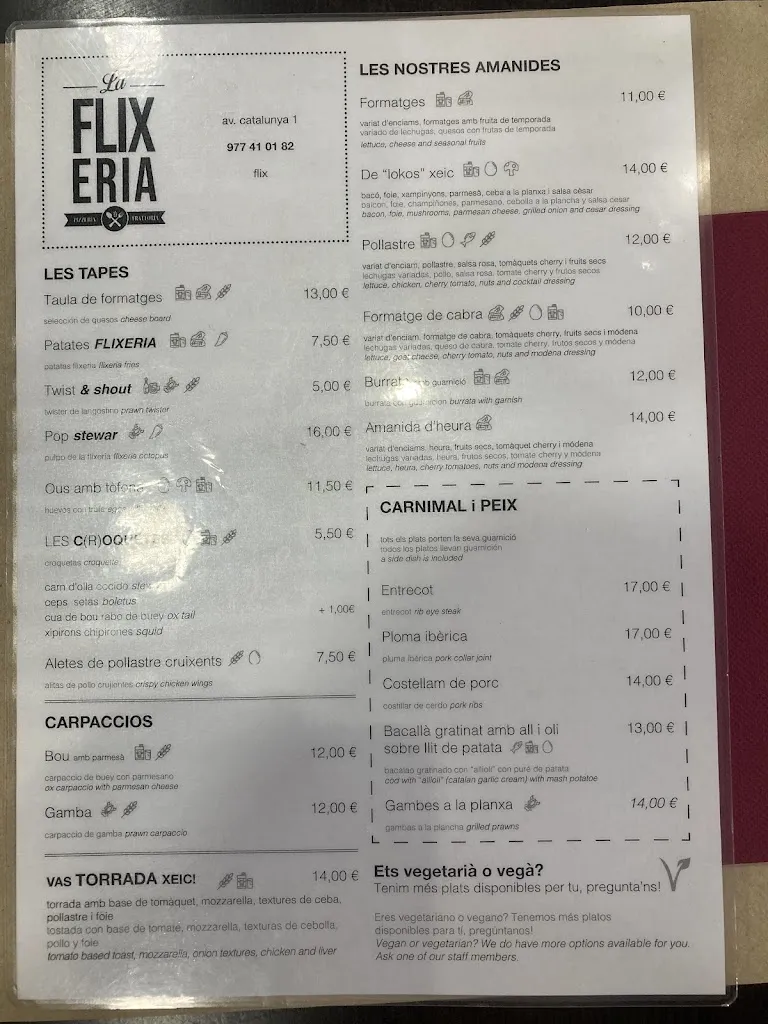 La
FLIX
ERIA
PIZZERIA TRATTORIA
av. catalunya 1
977 41 01 82
flix
LES TAPES
Taula de formatges 13,00 €
selección de quesos cheese board
Patates FLIXERIA 7,50 €
patatas flixeria flixeria fries
Twist & shout 5,00 €
twister de langostino prawn twister
Pop stewar 16,00 €
pulpo de la flixeria flixeria octopus
Ous amb tòfona 11,50 €
huevos con trufa eggs
LES C(R)OQUETES 5,50 €
croquetas croquette
carn d'olla cocido stew
ceps setas boletus
cua de bou rabo de buey ox tail
xipirons chipirones squid
+ 1,00€
Aletes de pollastre cruixents 7,50 €
alitas de pollo crujientes crispy chicken wings
CARPACCIOS
Bou amb parmesà 12,00 €
carpaccio de buey con parmesano
ox carpaccio with parmesan cheese
Gamba 12,00 €
carpaccio de gamba prawn carpaccio
VAS TORRADA XEIC! 14,00 €
torrada amb base de tomàquet, mozzarella, textures de ceba,
pollastre i foie
tostada con base de tomate, mozzarella, texturas de cebolla,
pollo y foie
tomato based toast, mozzarella, onion textures, chicken and liver
LES NOSTRES AMANIDES
Formatges 11,00 €
variat d'enciams, formatges amb fruita de temporada
variado de lechugas, quesos con frutas de temporada
lettuce, cheese and seasonal fruits
De "lokos" xeic 14,00 €
bacó, foie, xampinyons, parmesà, ceba a la planxa i salsa cèsar
baicon, foie, champiñones, parmesano, cebolla a la plancha y salsa cesar
bacon, foie, mushrooms, parmesan cheese, grilled onion and cesar dressing
Pollastre 12,00 €
variat d'enciam, pollastre, salsa rosa, tomàquets cherry i fruits secs
lechugas variadas, pollo, salsa rosa, tomate cherry y frutos secos
lettuce, chicken, cherry tomato, nuts and cocktail dressing
Formatge de cabra 10,00 €
variat d'enciam, formatge de cabra, tomàquets cherry, fruits secs i mòdena
lechugas variadas, queso de cabra, tomate cherry, frutos secos y módena
lettuce, goat cheese, cherry tomato, nuts and modena dressing
Burrata amb guarnició 12,00 €
burrata con guarnicion burrata with garnish
Amanida d'heura 14,00 €
variat d'enciams, heura, fruits secs, tomàquet cherry i mòdena
lechugas variadas, heura, frutos secos, tomate cherry y módena
lettuce, heura, cherry tomatoes, nuts and modena dressing
CARNIMAL i PEIX
tots els plats porten la seva guarnició
todos los platos llevan guarnición
a side dish is included
Entrecot 17,00 €
entrecot rib eye steak
Ploma ibèrica 17,00 €
pluma ibérica pork collar joint
Costellam de porc 14,00 €
costillar de cerdo pork ribs
Bacallà gratinat amb all i oli 13,00 €
sobre llit de patata
bacalao gratinado con "allioli" con puré de patata
cod with "allioli" (catalan garlic cream) with mash potatoe
Gambes a la planxa 14,00 €
gambas a la plancha grilled prawns
Ets vegetarià o vegà?
Tenim més plats disponibles per tu, pregunta'ns!
Eres vegetariano o vegano? Tenemos más platos
disponibles para ti, pregúntanos!
Vegan or vegetarian? We do have more options available for you.
Ask one of our staff members.